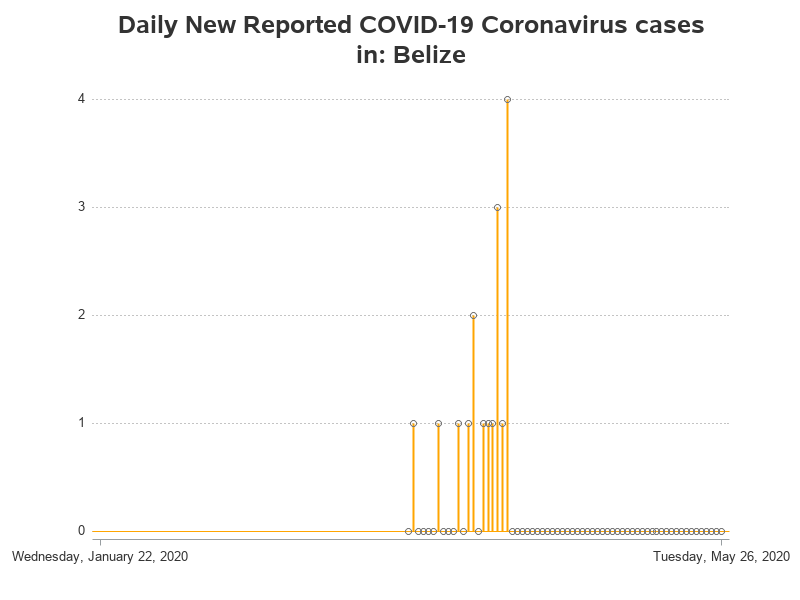 Daily New Reported COVID-19 Coronavirus cases
in: Belize
4
3
2
1
0
Wednesday, January 22, 2020 Tuesday, May 26, 2020